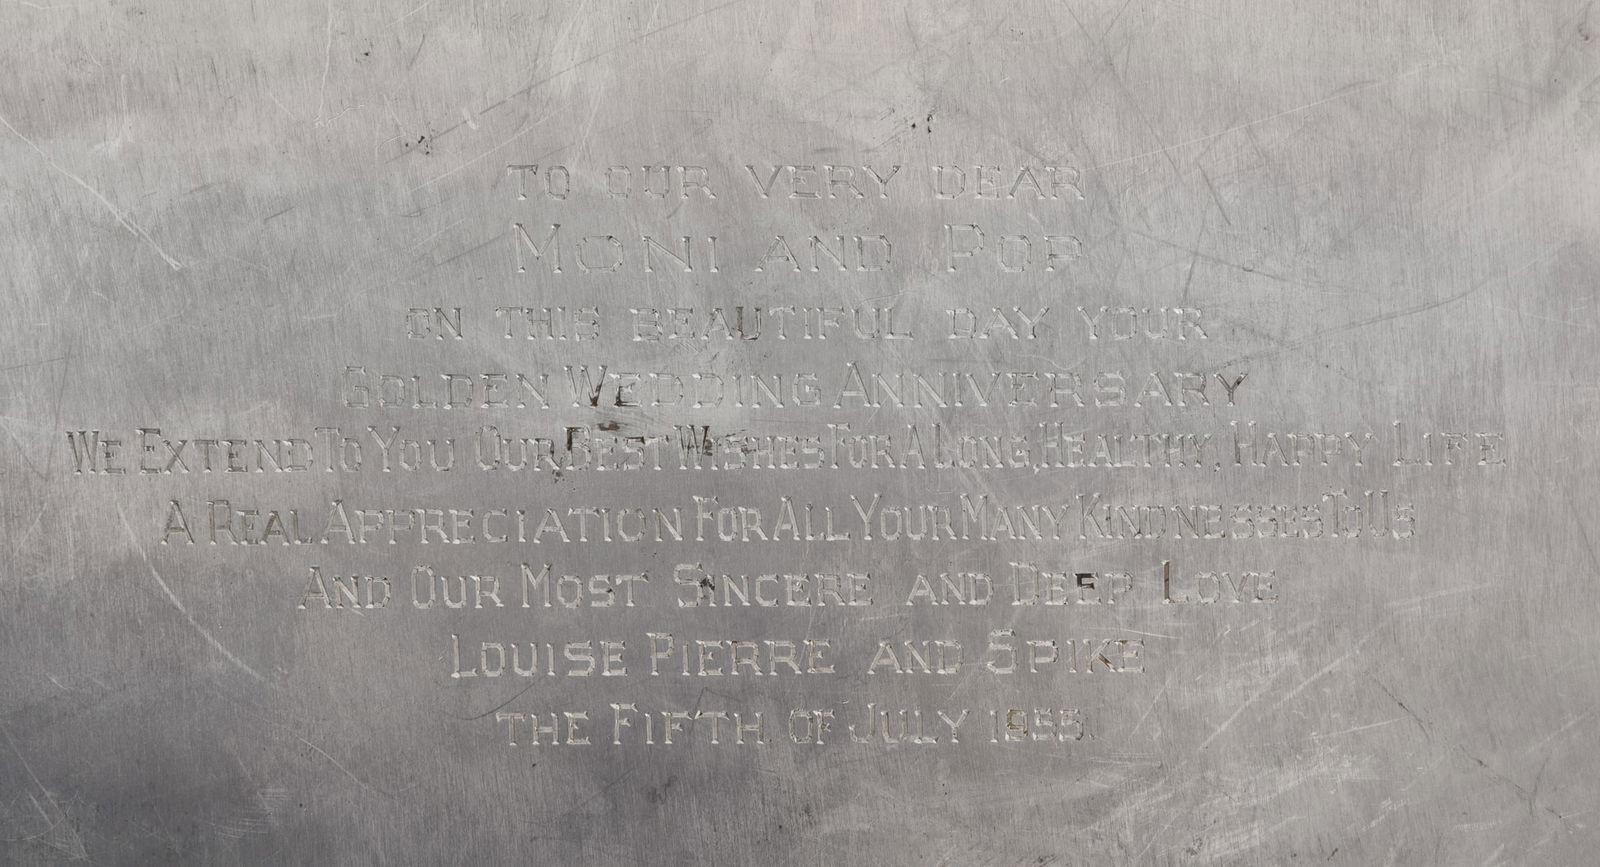 TO OUR VERY DEAR
MONI AND POP
ON THIS BEAUTIFUL DAY YOUR
GOLDEN WEDDING ANNIVERSARY
WE EXTEND TO YOU OUR BEST WISHES FOR A LONG, HEALTHY, HAPPY LIFE
A REAL APPRECIATION FOR ALL YOUR MANY KINDNESSES TO US
AND OUR MOST SINCERE AND DEEP LOVE
LOUISE PIERRE AND SPIKE
THE FIFTH OF JULY 1955.